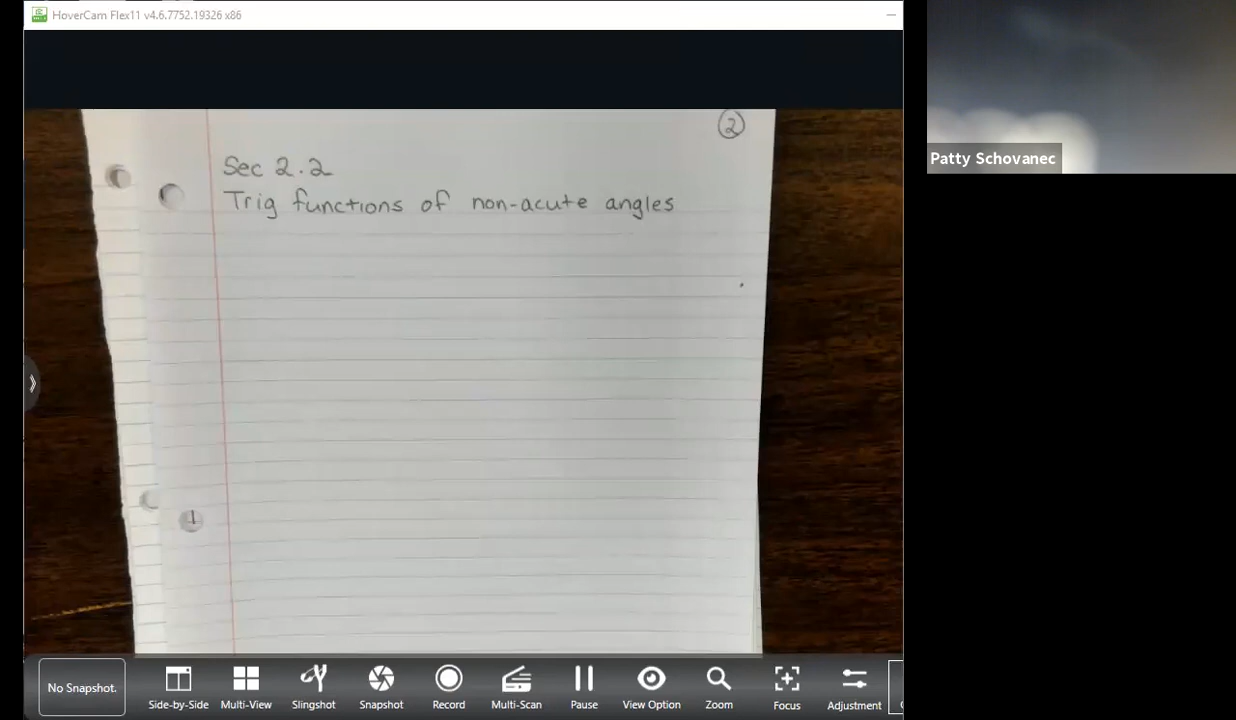 HoverCam Flex11 v4.6.7752.19326 x86
Patty Schovanec
2
Sec 2.2
Trig functions of non-acute angles
No Snapshot.
Side-by-Side
Multi-View
Slingshot
Snapshot
Record
Multi-Scan
Pause
View Option
Zoom
Focus
Adjustment